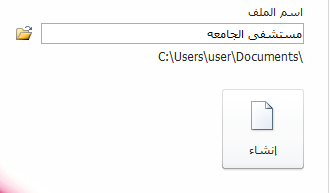 اسم الملف
مستشفى الجامعه
C:\Users\user\Documents\
إنشاء